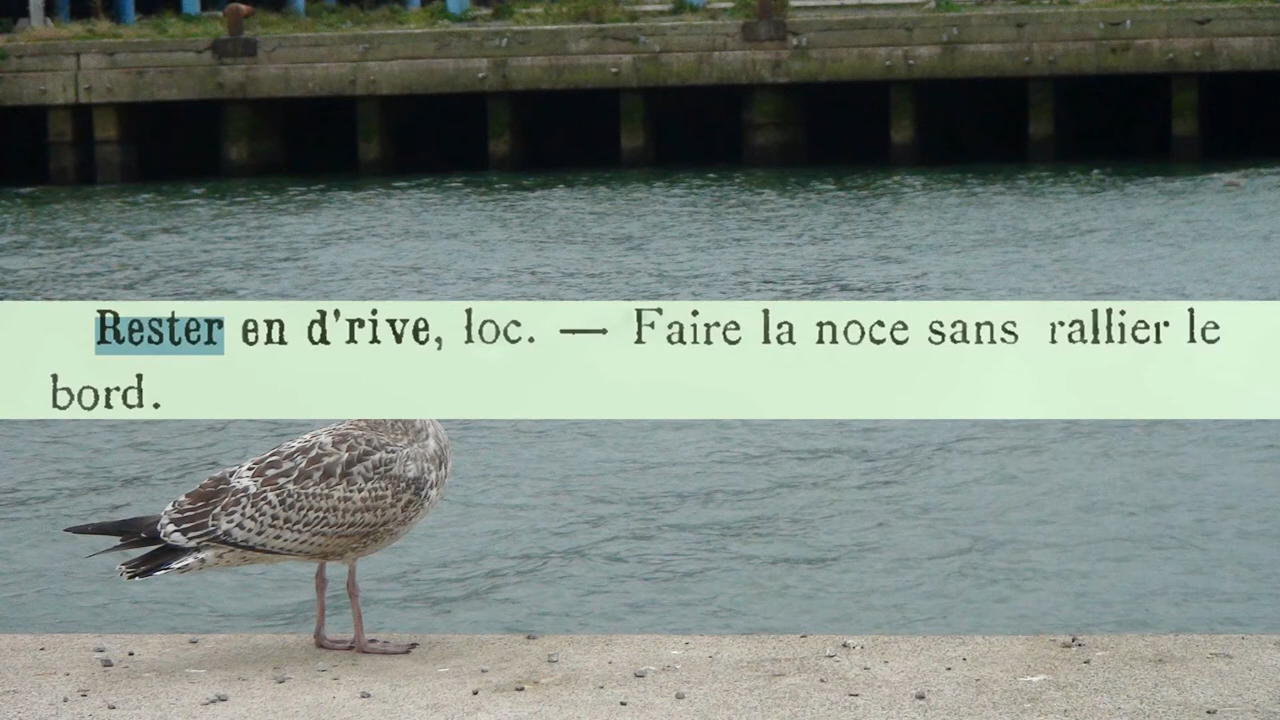 Rester en d'rive, loc. — Faire la noce sans rallier le
bord.